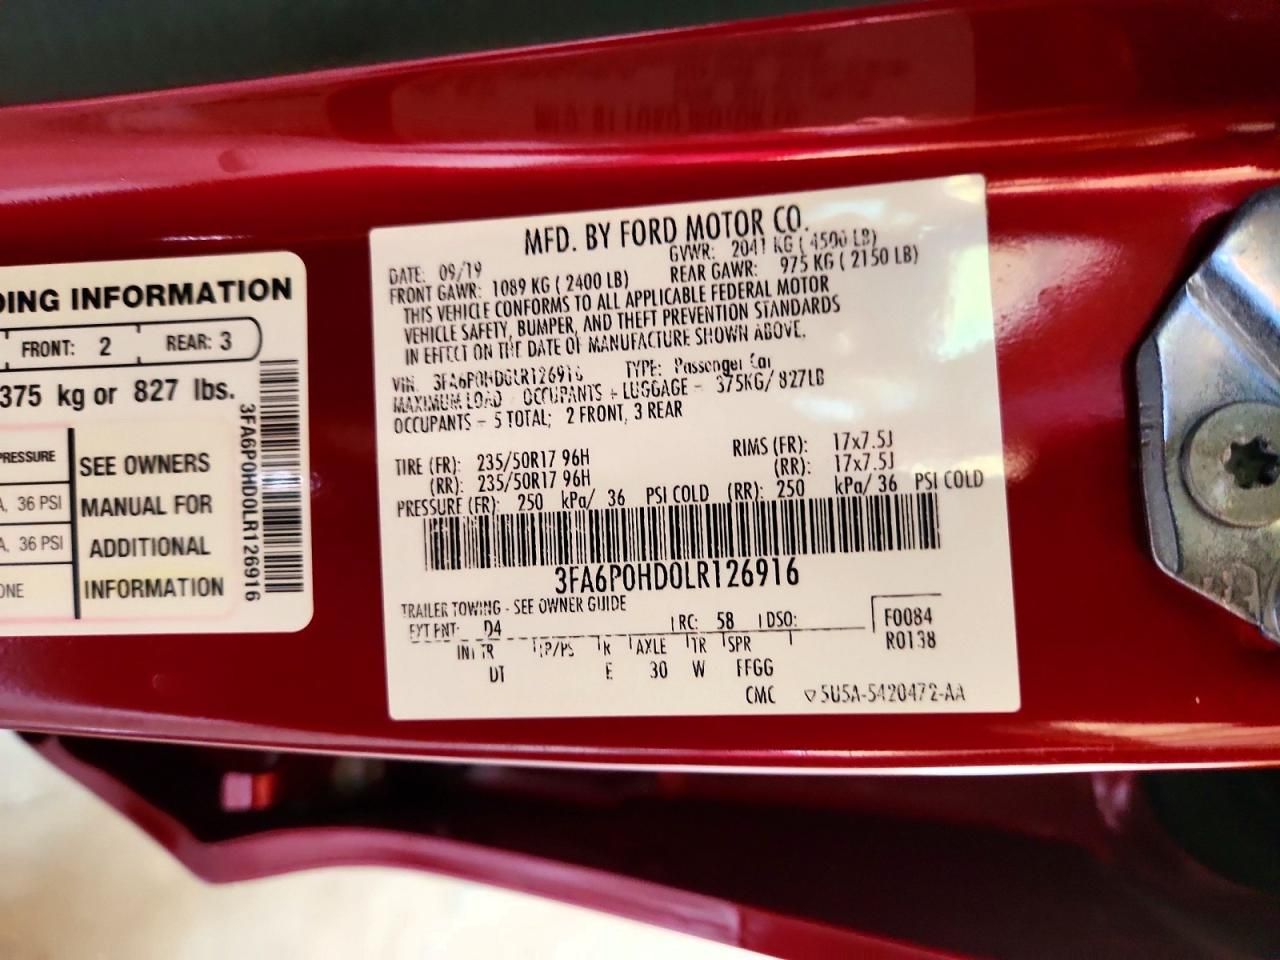 DING INFORMATION
FRONT: 2 REAR: 3
375 kg or 827 lbs.
PRESSURE
A, 36 PSI
A, 36 PSI
ONE
SEE OWNERS
MANUAL FOR
ADDITIONAL
INFORMATION
3FA6P0HD0LR126916
MFD. BY FORD MOTOR CO.
DATE: 09/19 GVWR: 2041 KG ( 4500 LB)
FRONT GAWR: 1089 KG ( 2400 LB) REAR GAWR: 975 KG ( 2150 LB)
THIS VEHICLE CONFORMS TO ALL APPLICABLE FEDERAL MOTOR
VEHICLE SAFETY, BUMPER, AND THEFT PREVENTION STANDARDS
IN EFFECT ON THE DATE OF MANUFACTURE SHOWN ABOVE.
VIN: 3FA6P0HD0LR126916 TYPE: Passenger Car
MAXIMUM LOAD - OCCUPANTS + LUGGAGE - 375KG/ 827LB
OCCUPANTS - 5 TOTAL; 2 FRONT, 3 REAR
TIRE (FR): 235/50R17 96H RIMS (FR): 17x7.5J
(RR): 235/50R17 96H (RR): 17x7.5J
PRESSURE (FR): 250 kPa/ 36 PSI COLD (RR): 250 kPa/ 36 PSI COLD
3FA6P0HD0LR126916
TRAILER TOWING - SEE OWNER GUIDE
EXT PNT: D4 RC: 58 DSO: F0084
R0138
INT TR TP/PS R AXLE TR SPR
DT E 30 W FFGG
CMC ▽5U5A-5420472-AA